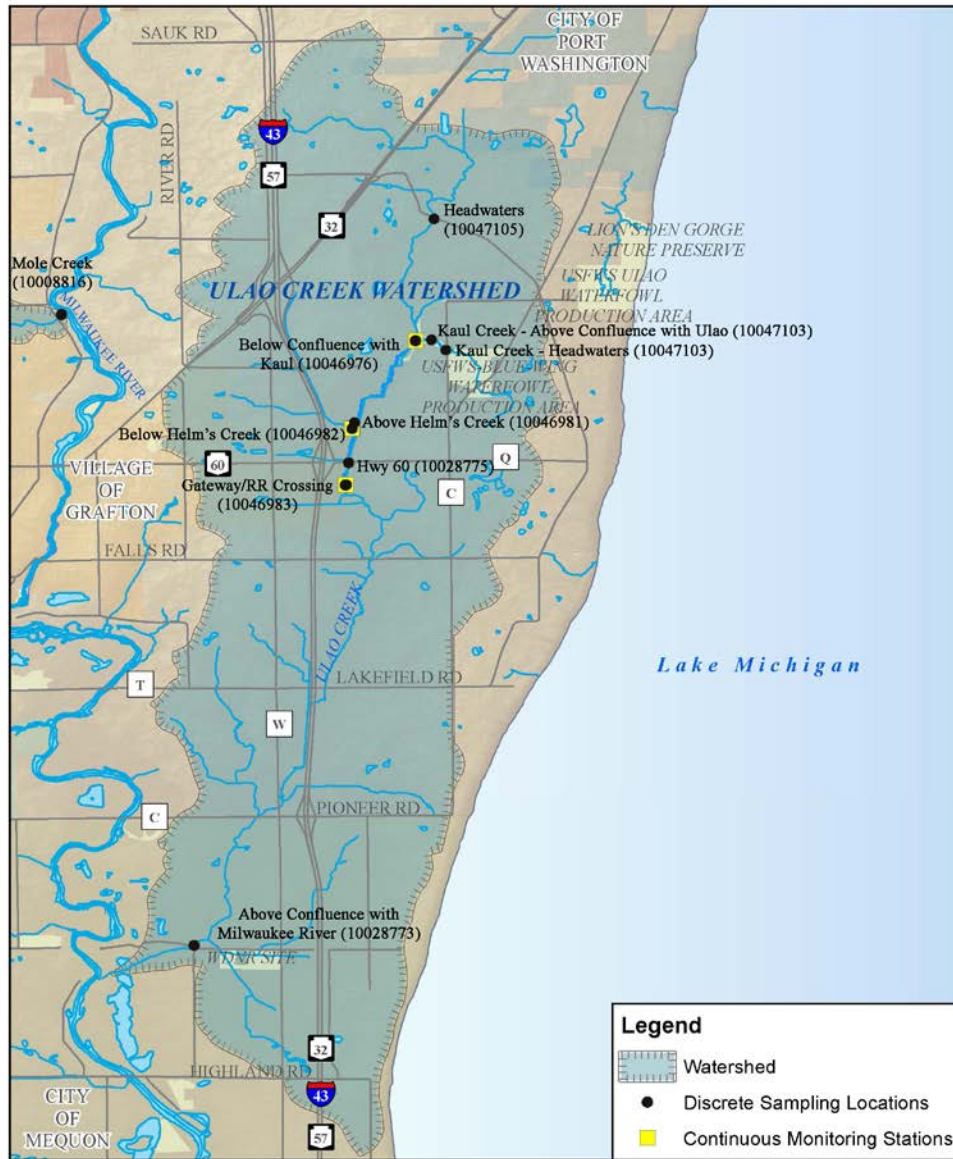 CITY OF
PORT
WASHINGTON
SAUK RD
RIVER RD
43
57
32
Headwaters
(10047105)
LION'S DEN GORGE
NATURE PRESERVE
Mole Creek
(10008816)
MILWAUKEE RIVER
ULAO CREEK WATERSHED
USFWS ULAO
WATERFOWL
PRODUCTION AREA
Kaul Creek - Above Confluence with Ulao (10047103)
Below Confluence with
Kaul (10046976)
Kaul Creek - Headwaters (10047103)
USFWS-BLUE-WING
WATERFOWL
PRODUCTION AREA
Above Helm's Creek (10046981)
Below Helm's Creek (10046982)
60
Hwy 60 (10028775)
Q
C
VILLAGE
OF
GRAFTON
Gateway/RR Crossing
(10046983)
FALLS RD
ULAO CREEK
Lake Michigan
LAKEFIELD RD
T
W
PIONEER RD
C
Above Confluence with
Milwaukee River (10028773)
WDNR SITE
32
HIGHLAND RD
43
57
CITY
OF
MEQUON
Legend
Watershed
Discrete Sampling Locations
Continuous Monitoring Stations